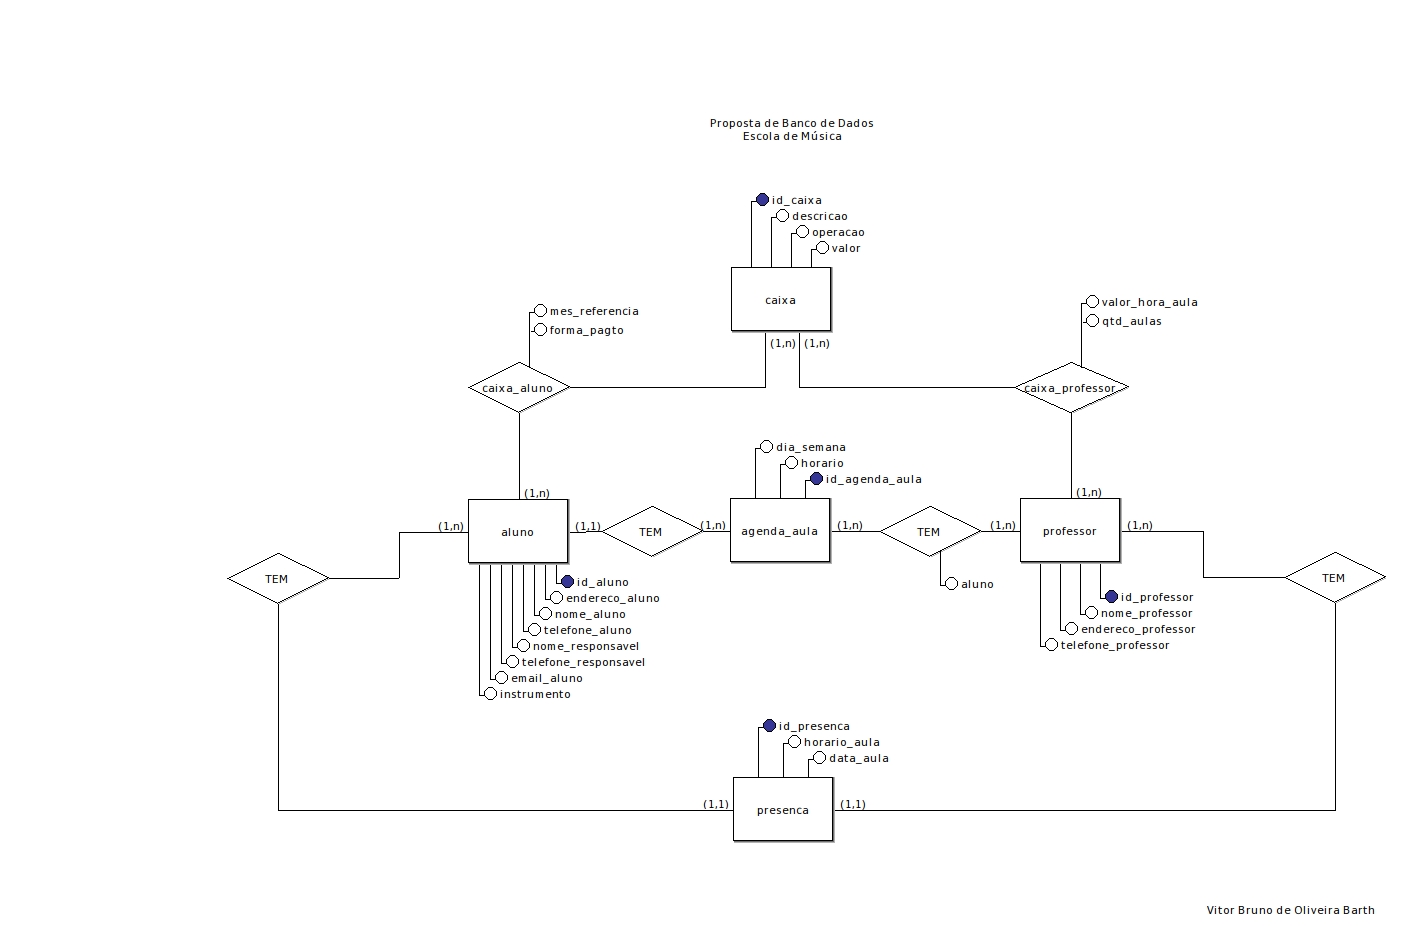 Proposta de Banco de Dados
Escola de Música
id_caixa
descricao
operacao
valor
caixa
(1,n) (1,n)
mes_referencia
forma_pagto
caixa_aluno
valor_hora_aula
qtd_aulas
caixa_professor
(1,n)
(1,n)
dia_semana
horario
id_agenda_aula
(1,n) aluno (1,1) TEM (1,n) agenda_aula (1,n) TEM (1,n) professor (1,n)
TEM
TEM
aluno
id_aluno
endereco_aluno
nome_aluno
telefone_aluno
nome_responsavel
telefone_responsavel
email_aluno
instrumento
id_professor
nome_professor
endereco_professor
telefone_professor
id_presenca
horario_aula
data_aula
(1,1) presenca (1,1)
Vitor Bruno de Oliveira Barth